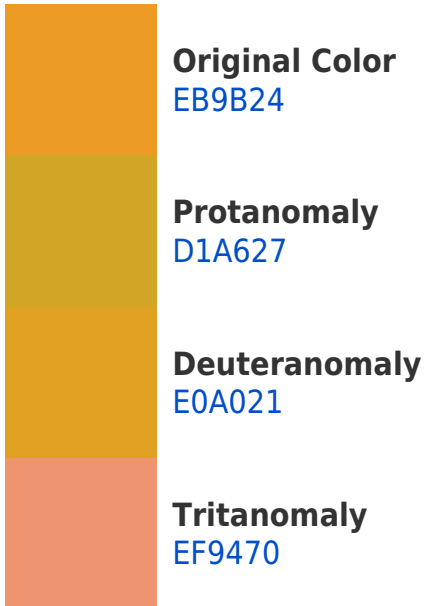 Original Color
EB9B24
Protanomaly
D1A627
Deuteranomaly
E0A021
Tritanomaly
EF9470